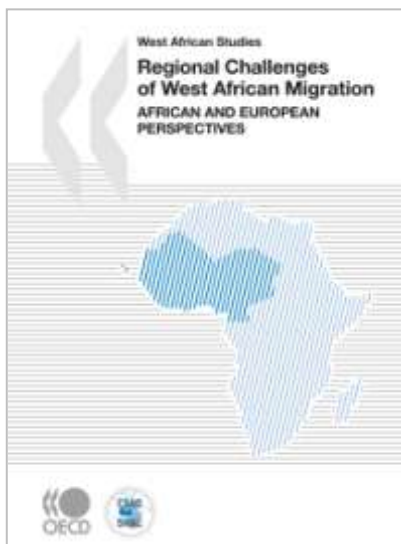 West African Studies
Regional Challenges
of West African Migration
AFRICAN AND EUROPEAN
PERSPECTIVES
OECD